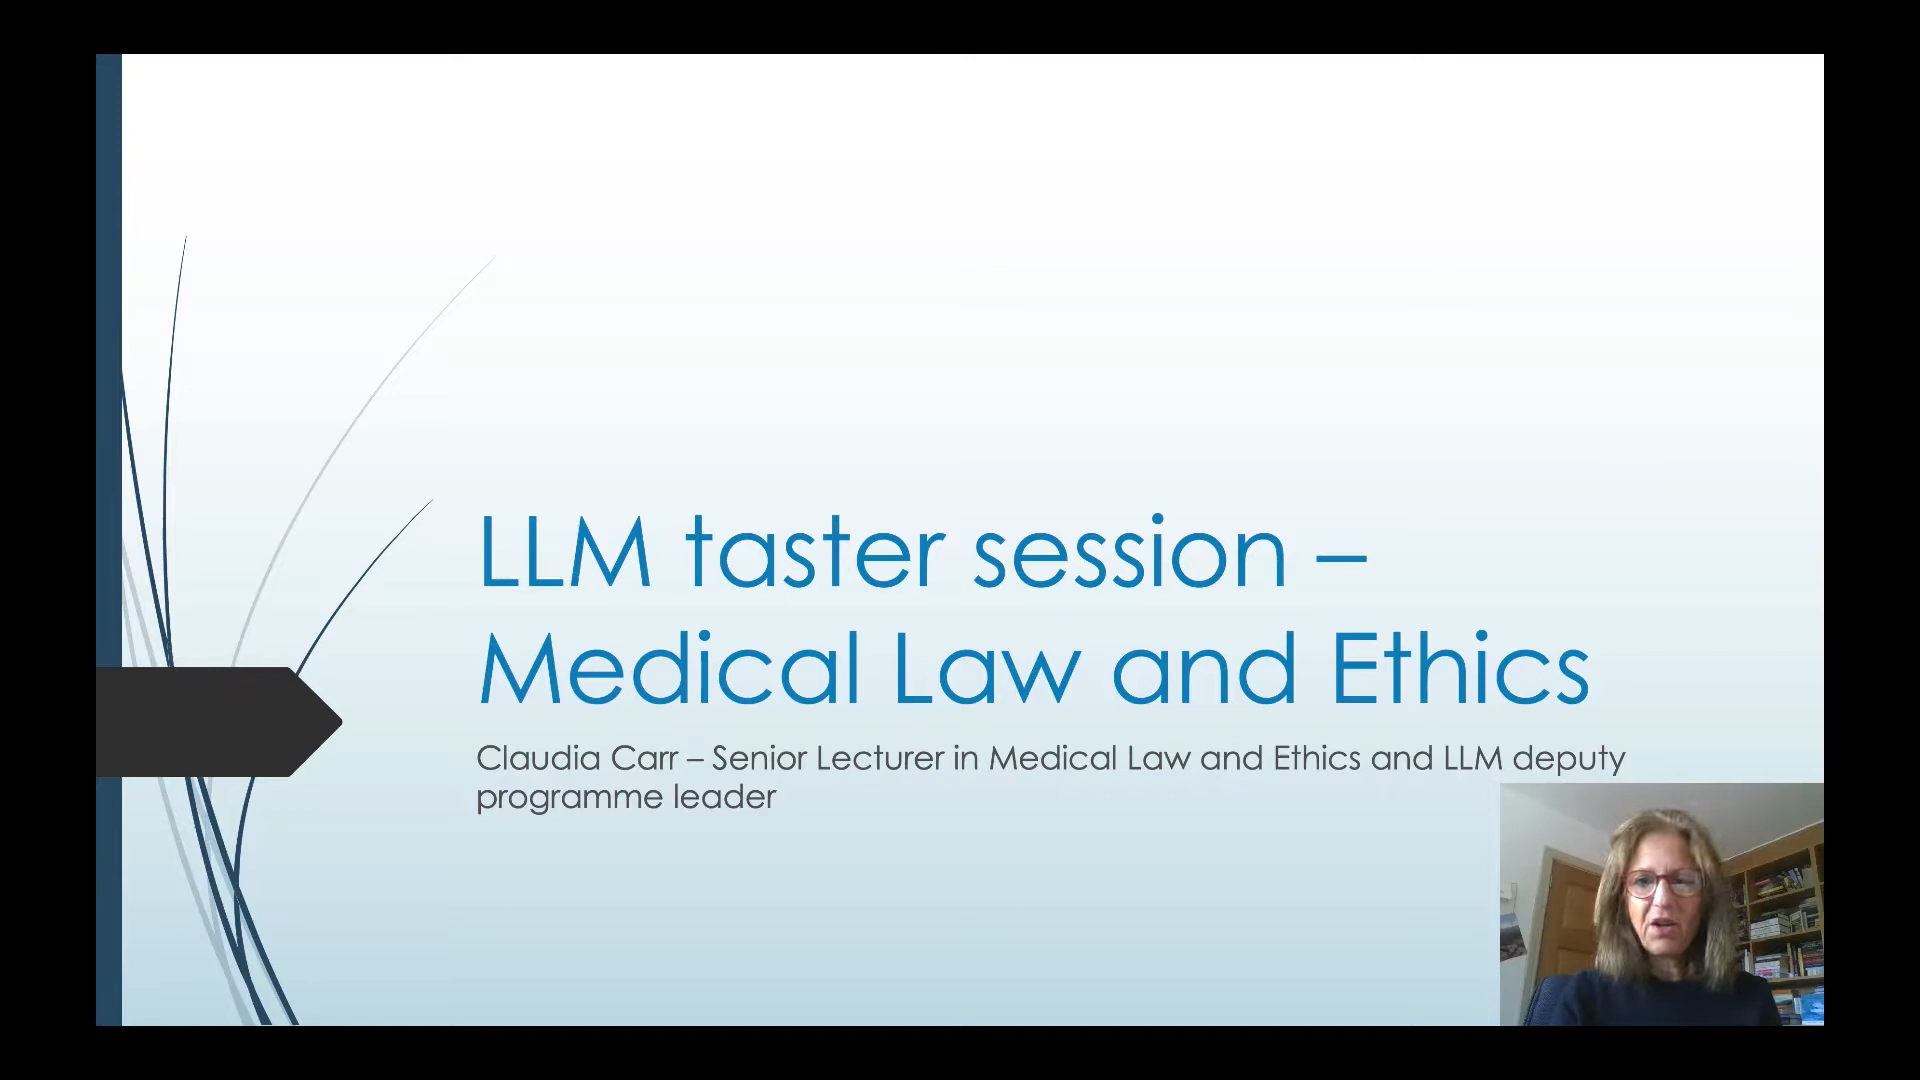 LLM taster session –
Medical Law and Ethics
Claudia Carr – Senior Lecturer in Medical Law and Ethics and LLM deputy
programme leader